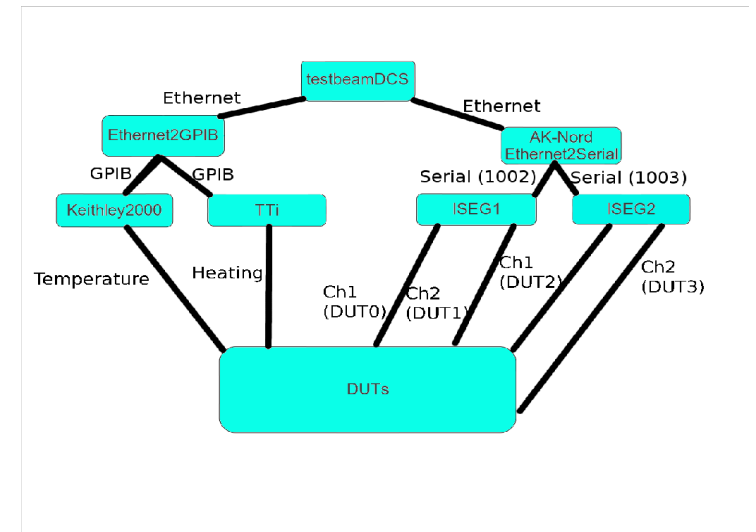 testbeamDCS
Ethernet
Ethernet
Ethernet2GPIB
AK-Nord
Ethernet2Serial
GPIB
GPIB
Serial (1002)
Serial (1003)
Keithley2000
TTi
ISEG1
ISEG2
Temperature
Heating
Ch1
(DUT0)
Ch2
(DUT1)
Ch1
(DUT2)
Ch2
(DUT3)
DUTs